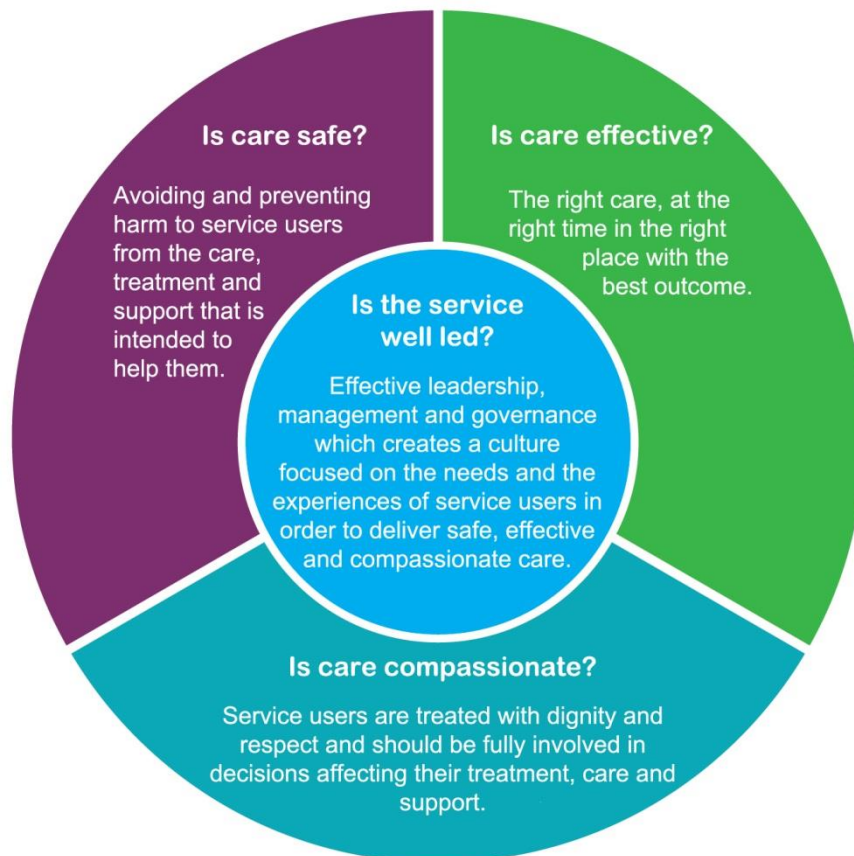 Is care safe?
Avoiding and preventing
harm to service users
from the care,
treatment and
support that is
intended to
help them.
Is care effective?
The right care, at the
right time in the right
place with the
best outcome.
Is the service
well led?
Effective leadership,
management and governance
which creates a culture
focused on the needs and the
experiences of service users in
order to deliver safe, effective
and compassionate care.
Is care compassionate?
Service users are treated with dignity and
respect and should be fully involved in
decisions affecting their treatment, care and
support.